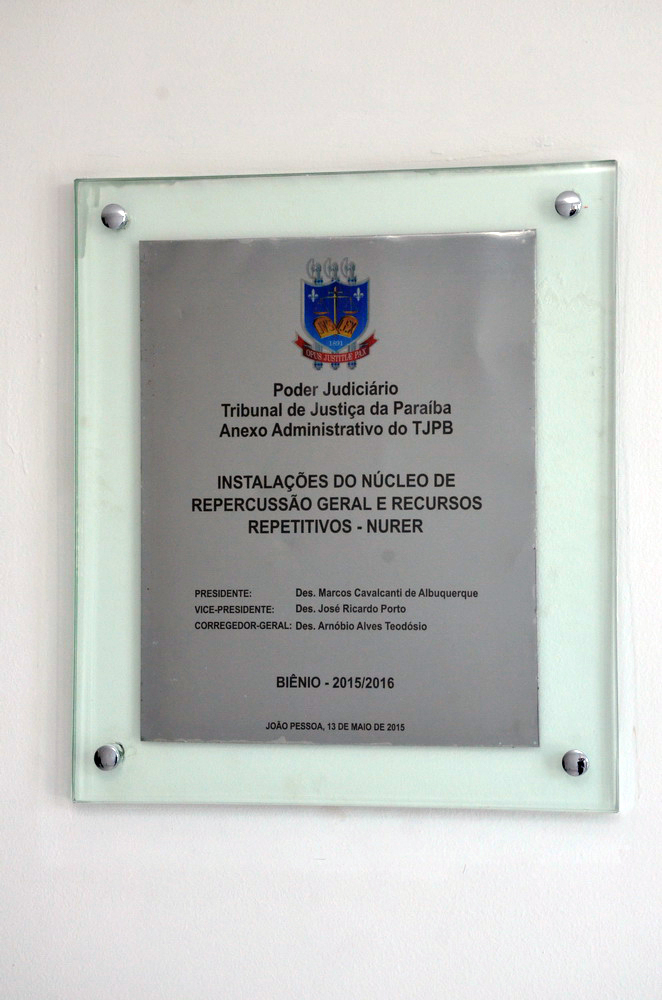 1891
OPUS JUSTITIÆ PAX
Poder Judiciário
Tribunal de Justiça da Paraíba
Anexo Administrativo do TJPB
INSTALAÇÕES DO NÚCLEO DE
REPERCUSSÃO GERAL E RECURSOS
REPETITIVOS - NURER
PRESIDENTE: Des. Marcos Cavalcanti de Albuquerque
VICE-PRESIDENTE: Des. José Ricardo Porto
CORREGEDOR-GERAL: Des. Arnóbio Alves Teodósio
BIÊNIO - 2015/2016
JOÃO PESSOA, 13 DE MAIO DE 2015